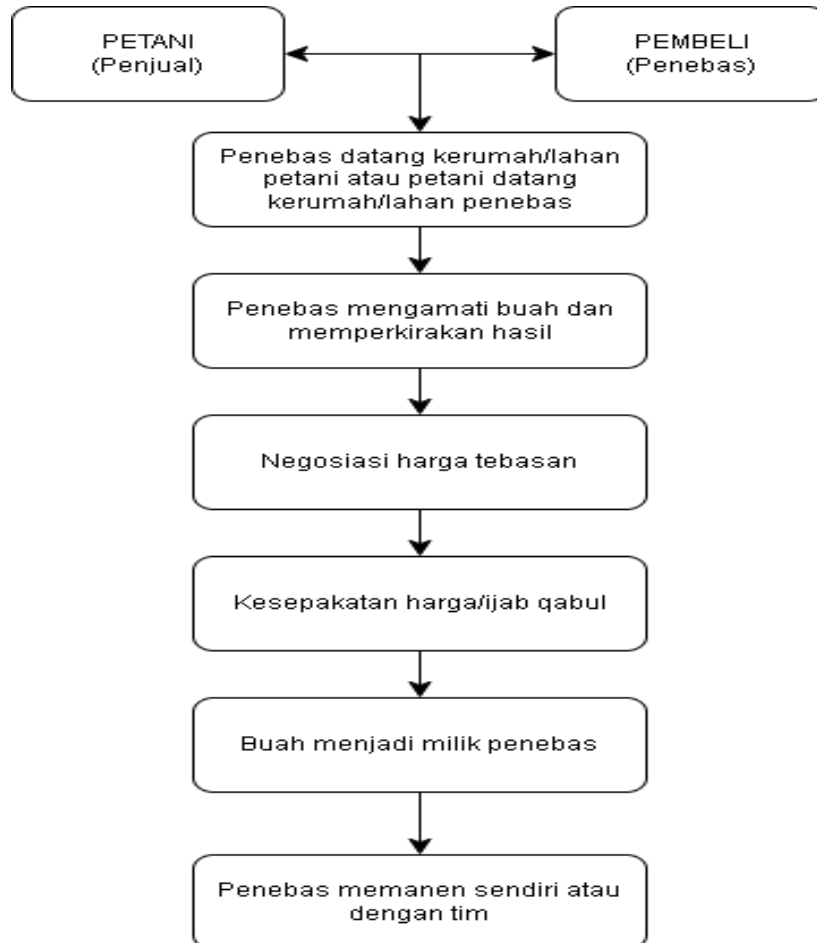 PETANI
(Penjual)
PEMBELI
(Penebas)
Penebas datang kerumah/lahan
petani atau petani datang
kerumah/lahan penebas
Penebas mengamati buah dan
memperkirakan hasil
Negosiasi harga tebasan
Kesepakatan harga/ijab qabul
Buah menjadi milik penebas
Penebas memanen sendiri atau
dengan tim